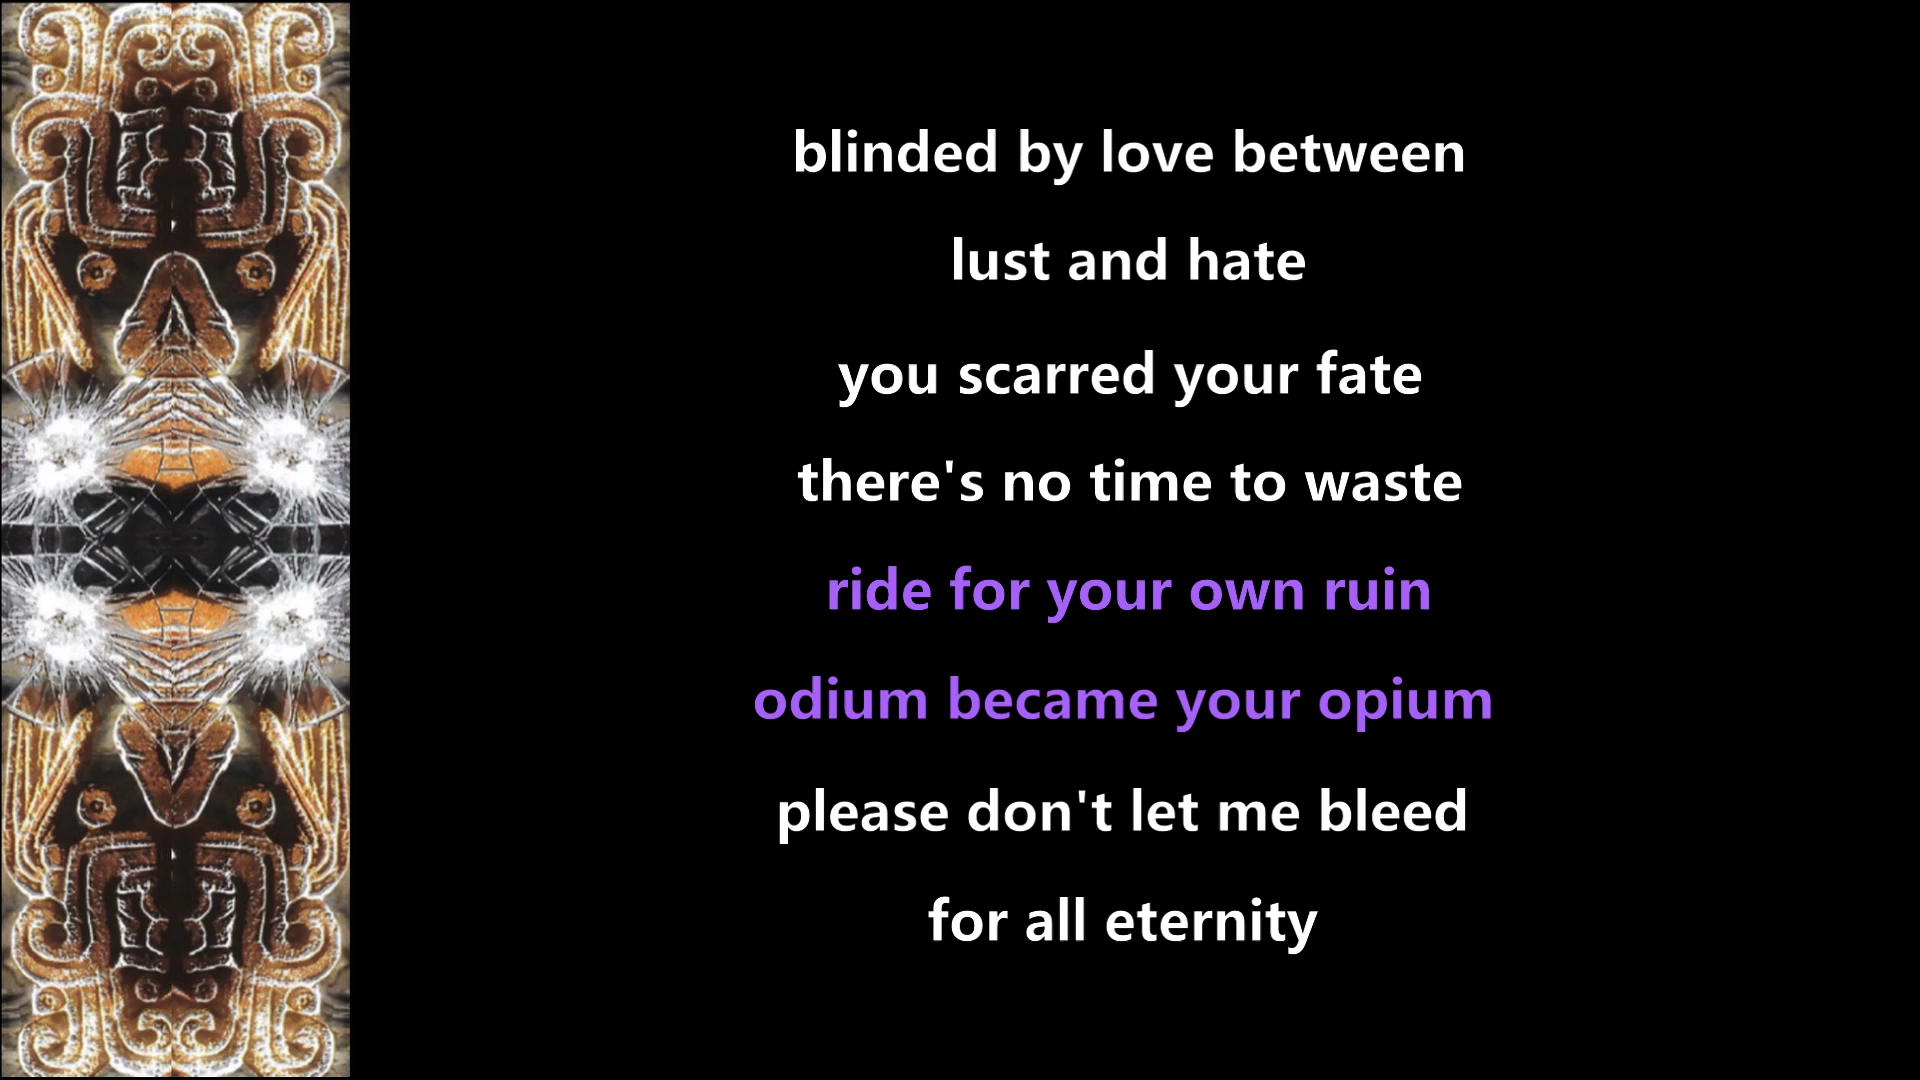 blinded by love between
lust and hate
you scarred your fate
there's no time to waste
ride for your own ruin
odium became your opium
please don't let me bleed
for all eternity